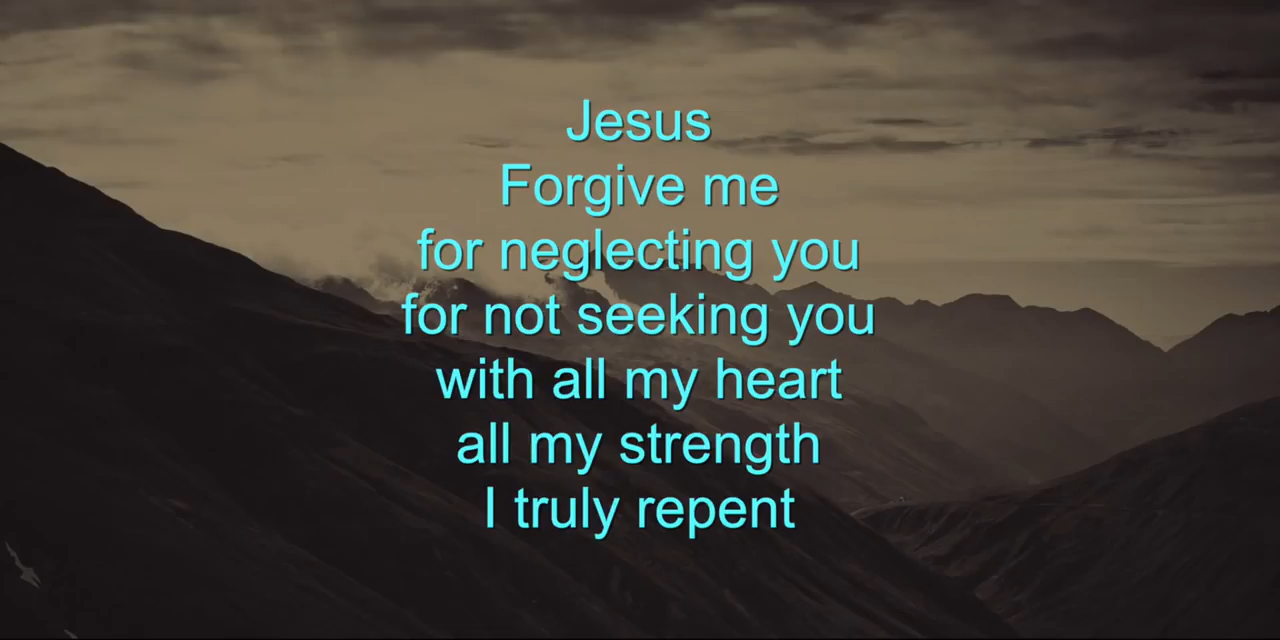 Jesus
Forgive me
for neglecting you
for not seeking you
with all my heart
all my strength
I truly repent